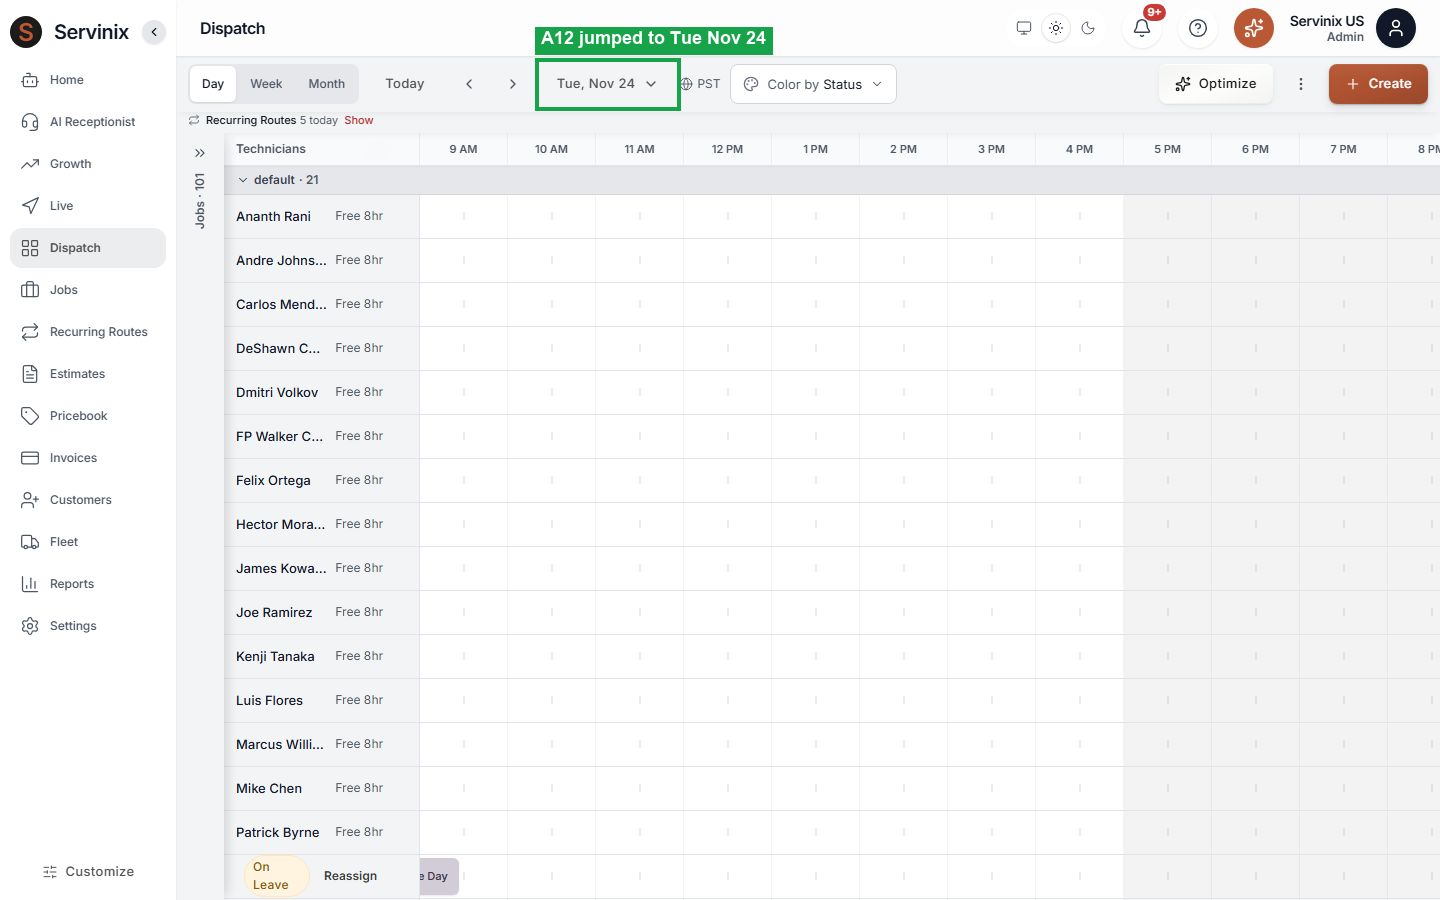 S Servinix
Dispatch
9+
Servinix US
Admin
A12 jumped to Tue Nov 24
Day Week Month Today Tue, Nov 24 PST Color by Status Optimize Create
Recurring Routes 5 today Show
Home
AI Receptionist
Growth
Live
Dispatch
Jobs
Recurring Routes
Estimates
Pricebook
Invoices
Customers
Fleet
Reports
Settings
Customize
Jobs · 101
Technicians 9 AM 10 AM 11 AM 12 PM 1 PM 2 PM 3 PM 4 PM 5 PM 6 PM 7 PM 8 PM
default · 21
Ananth Rani Free 8hr
Andre Johns... Free 8hr
Carlos Mend... Free 8hr
DeShawn C... Free 8hr
Dmitri Volkov Free 8hr
FP Walker C... Free 8hr
Felix Ortega Free 8hr
Hector Mora... Free 8hr
James Kowa... Free 8hr
Joe Ramirez Free 8hr
Kenji Tanaka Free 8hr
Luis Flores Free 8hr
Marcus Willi... Free 8hr
Mike Chen Free 8hr
Patrick Byrne Free 8hr
On Leave Reassign e Day